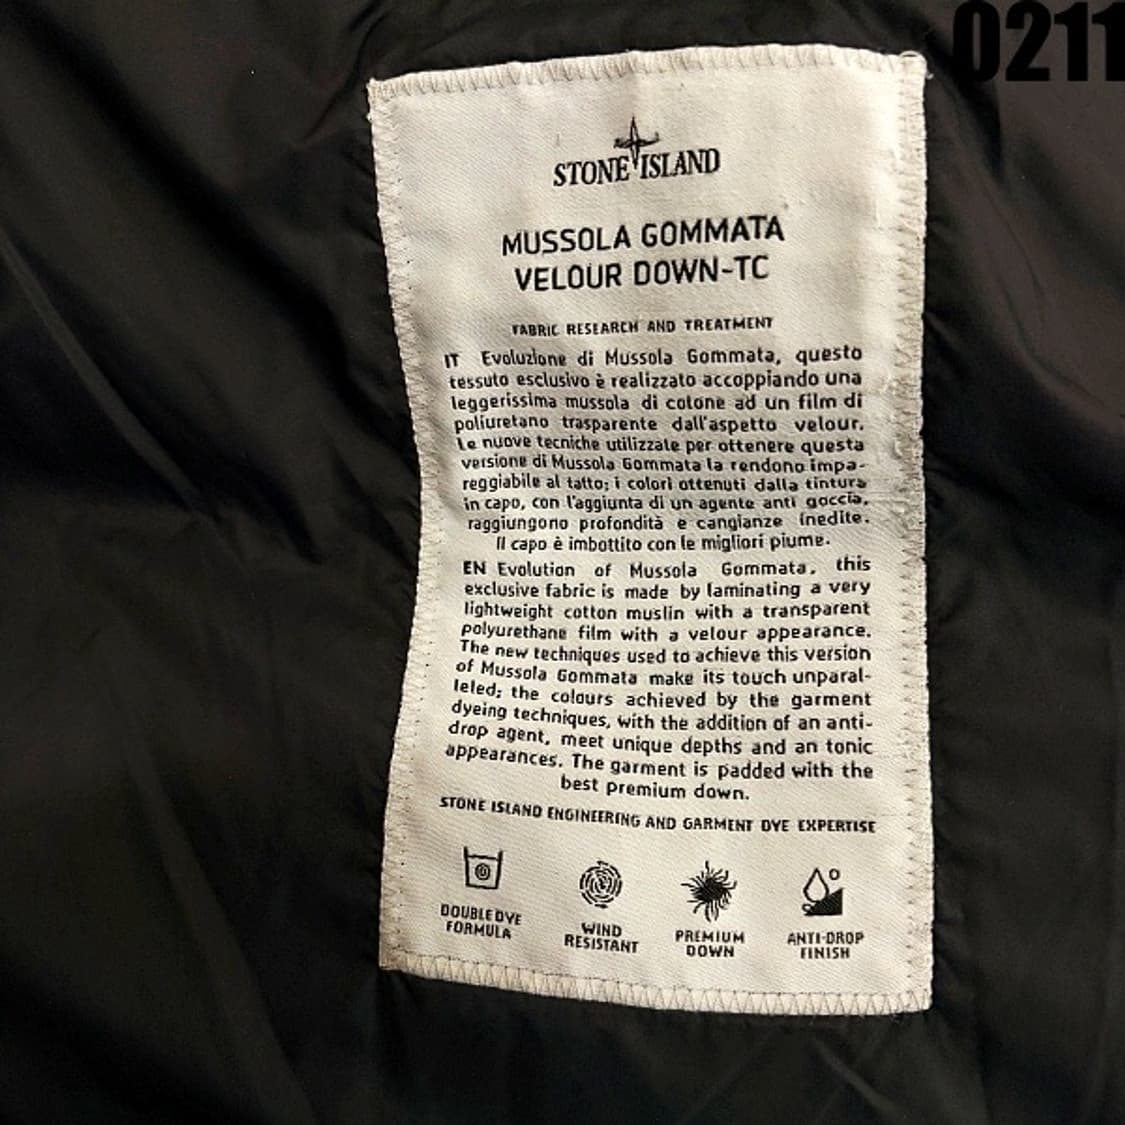 0211
STONE ISLAND
MUSSOLA GOMMATA
VELOUR DOWN-TC
FABRIC RESEARCH AND TREATMENT
IT Evoluzione di Mussola Gommata, questo
tessuto esclusivo è realizzato accoppiando una
leggerissima mussola di cotone ad un film di
poliuretano trasparente dall'aspetto velour.
Le nuove tecniche utilizzate per ottenere questa
versione di Mussola Gommata la rendono impa-
reggiabile al tatto; i colori ottenuti dalla tintura
in capo, con l'aggiunta di un agente anti goccia,
raggiungono profondità e cangianze inedite.
Il capo è imbottito con le migliori piume.
EN Evolution of Mussola Gommata, this
exclusive fabric is made by laminating a very
lightweight cotton muslin with a transparent
polyurethane film with a velour appearance.
The new techniques used to achieve this version
of Mussola Gommata make its touch unparal-
leled; the colours achieved by the garment
dyeing techniques, with the addition of an anti-
drop agent, meet unique depths and an tonic
appearances. The garment is padded with the
best premium down.
STONE ISLAND ENGINEERING AND GARMENT DYE EXPERTISE
DOUBLE DYE
FORMULA
WIND
RESISTANT
PREMIUM
DOWN
ANTI-DROP
FINISH